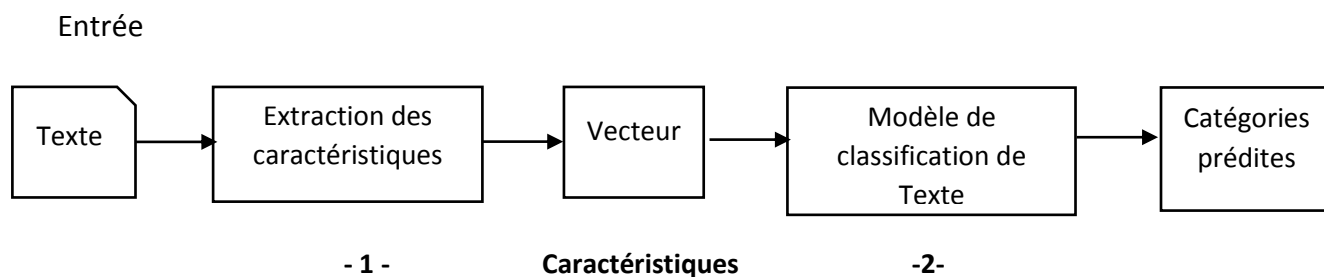 Entrée
Texte
Extraction des
caractéristiques
Vecteur
Modèle de
classification de
Texte
Catégories
prédites
- 1 -
Caractéristiques
-2-